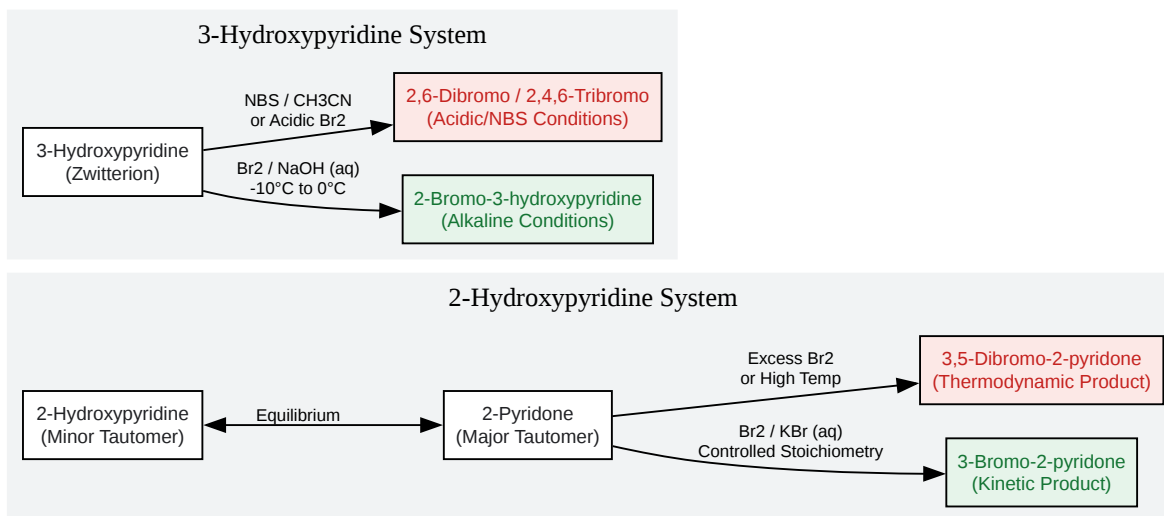 3-Hydroxypyridine System
NBS / CH3CN
or Acidic Br2
2,6-Dibromo / 2,4,6-Tribromo
(Acidic/NBS Conditions)
3-Hydroxypyridine
(Zwitterion)
Br2 / NaOH (aq)
-10°C to 0°C
2-Bromo-3-hydroxypyridine
(Alkaline Conditions)
2-Hydroxypyridine System
Excess Br2
or High Temp
3,5-Dibromo-2-pyridone
(Thermodynamic Product)
2-Hydroxypyridine
(Minor Tautomer)
Equilibrium
2-Pyridone
(Major Tautomer)
Br2 / KBr (aq)
Controlled Stoichiometry
3-Bromo-2-pyridone
(Kinetic Product)